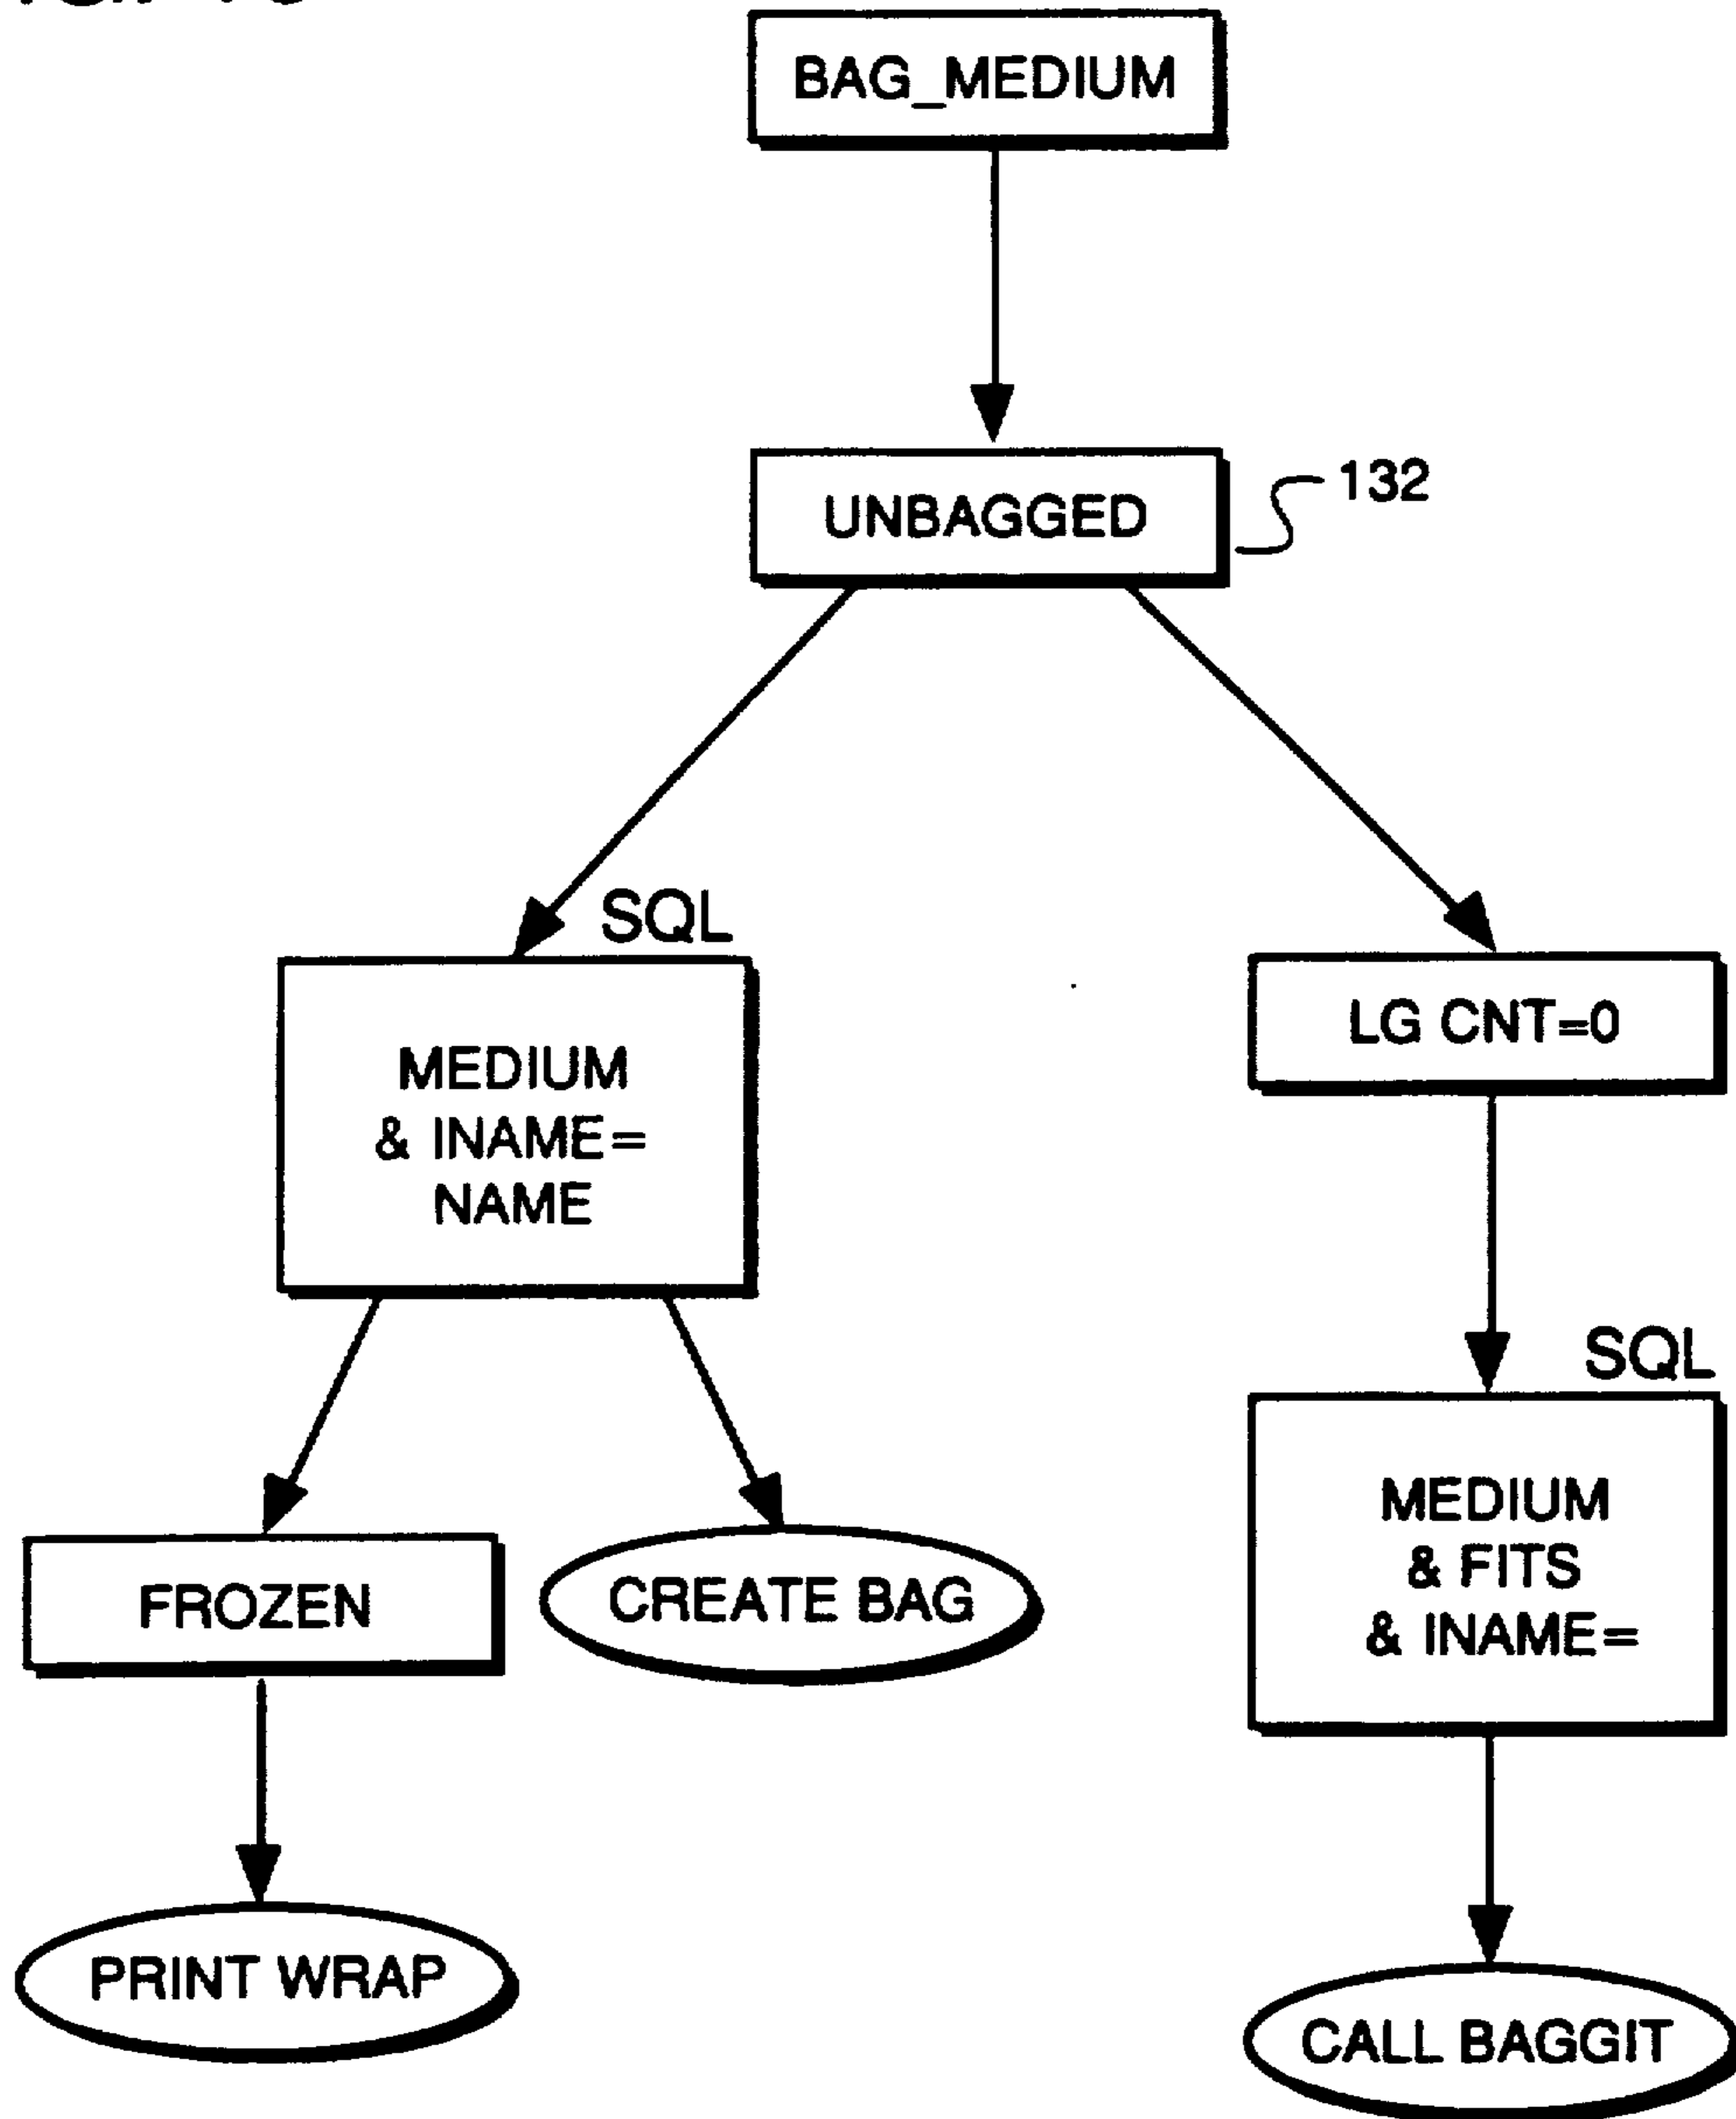 BAG_MEDIUM
UNBAGGED
132
SQL
MEDIUM
& INAME=
NAME
LG CNT=0
SQL
MEDIUM
& FITS
& INAME=
FROZEN
CREATE BAG
PRINT WRAP
CALL BAGGIT